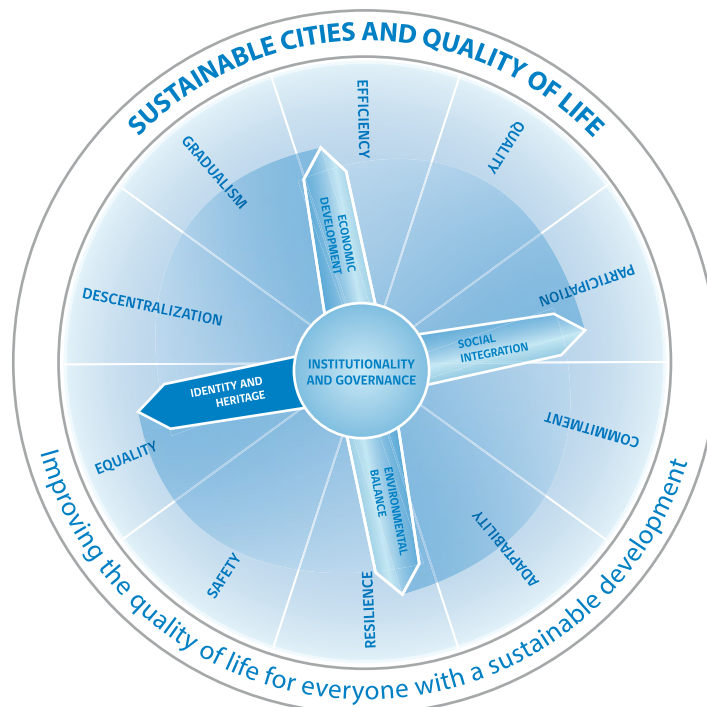 SUSTAINABLE CITIES AND QUALITY OF LIFE
EFFICIENCY
QUALITY
PARTICIPATION
COMMITMENT
ADAPTABILITY
RESILIENCE
SAFETY
EQUALITY
DESCENTRALIZATION
GRADUALISM
ECONOMIC
DEVELOPMENT
SOCIAL
INTEGRATION
ENVIRONMENTAL
BALANCE
IDENTITY AND
HERITAGE
INSTITUTIONALITY
AND GOVERNANCE
Improving the quality of life for everyone with a sustainable development